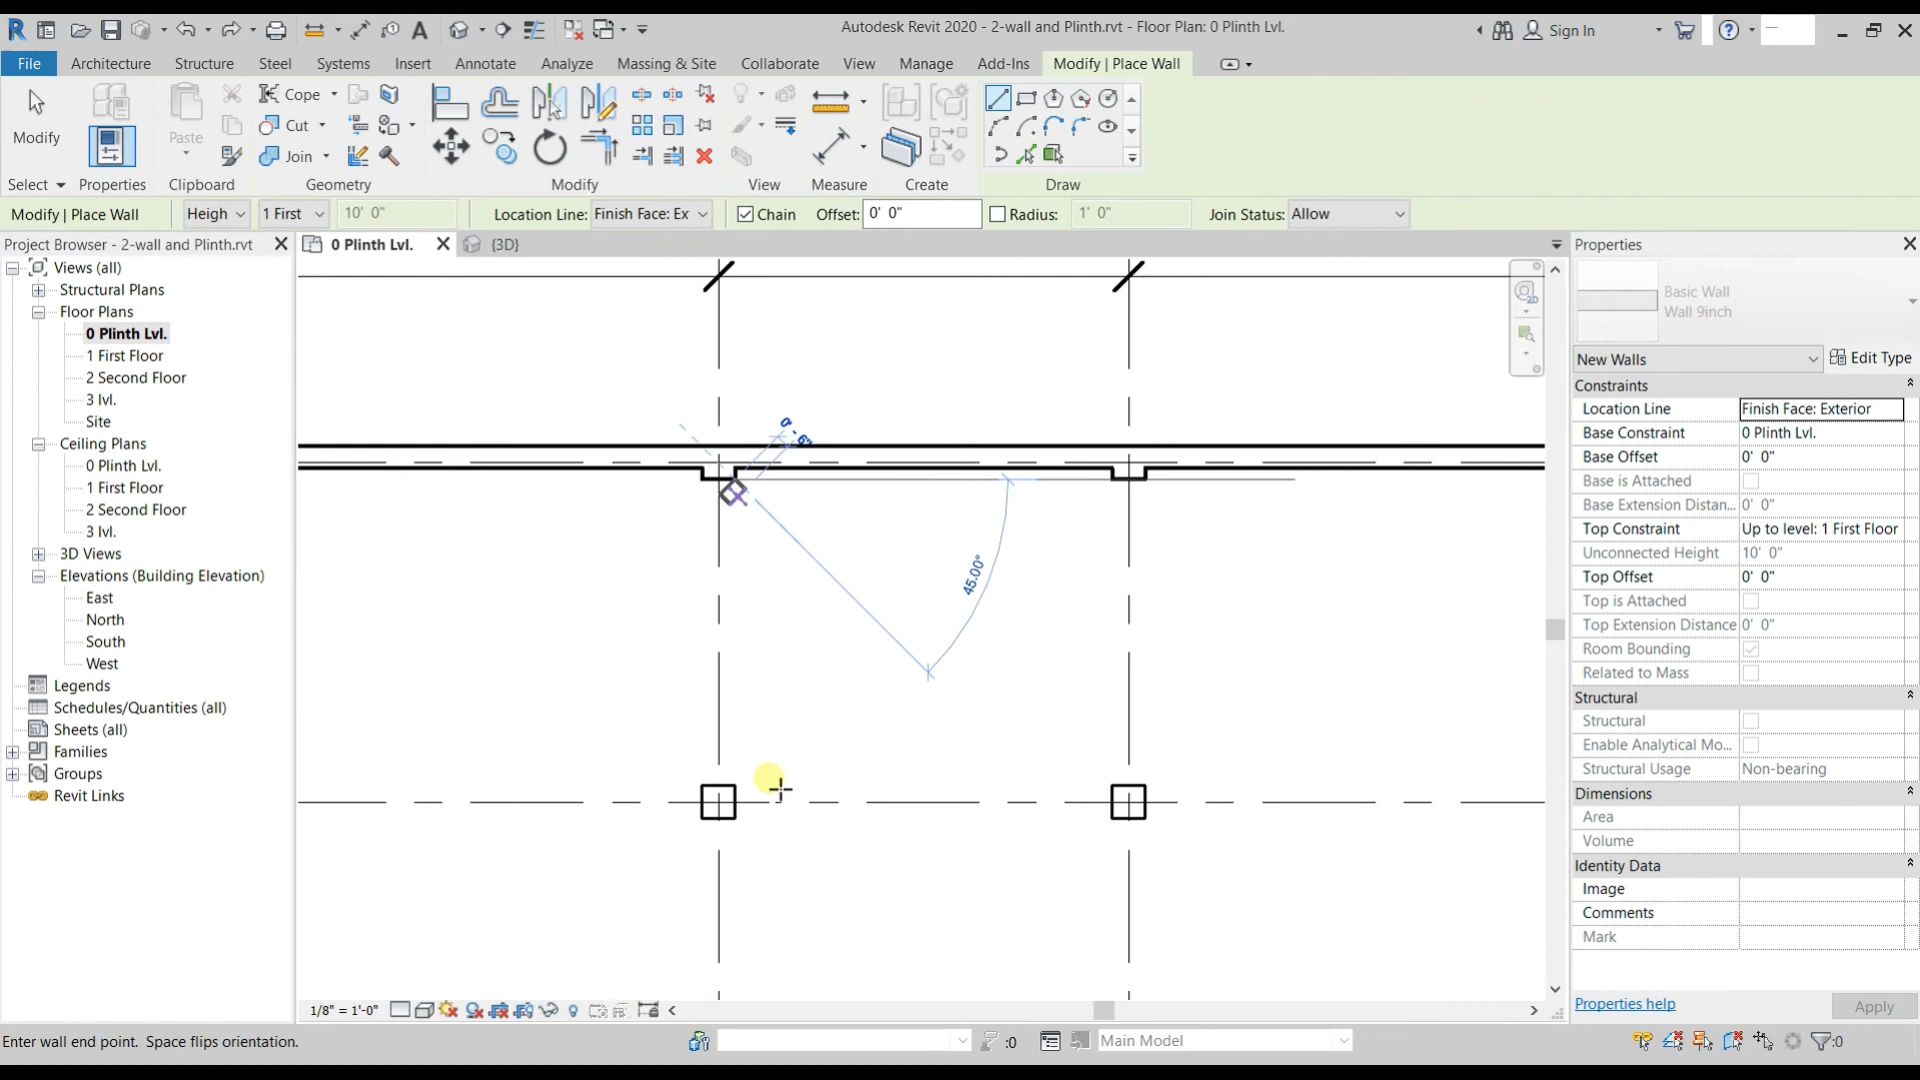 Autodesk Revit 2020 - 2-wall and Plinth.rvt - Floor Plan: 0 Plinth Lvl.
Sign In
File Architecture Structure Steel Systems Insert Annotate Analyze Massing & Site Collaborate View Manage Add-Ins Modify | Place Wall
Modify
Paste
Cope
Cut
Join
Select Properties Clipboard Geometry Modify View Measure Create Draw
Modify | Place Wall Heigh 1 First 10' 0" Location Line: Finish Face: Ex Chain Offset: 0' 0" Radius: 1' 0" Join Status: Allow
Project Browser - 2-wall and Plinth.rvt
Views (all)
Structural Plans
Floor Plans
0 Plinth Lvl.
1 First Floor
2 Second Floor
3 lvl.
Site
Ceiling Plans
0 Plinth Lvl.
1 First Floor
2 Second Floor
3 lvl.
3D Views
Elevations (Building Elevation)
East
North
South
West
Legends
Schedules/Quantities (all)
Sheets (all)
Families
Groups
Revit Links
0 Plinth Lvl.
{3D}
0' - 6"
45.00°
1/8" = 1'-0"
Properties
Basic Wall
Wall 9inch
New Walls Edit Type
Constraints
Location Line Finish Face: Exterior
Base Constraint 0 Plinth Lvl.
Base Offset 0' 0"
Base is Attached
Base Extension Distan... 0' 0"
Top Constraint Up to level: 1 First Floor
Unconnected Height 10' 0"
Top Offset 0' 0"
Top is Attached
Top Extension Distance 0' 0"
Room Bounding
Related to Mass
Structural
Structural
Enable Analytical Mo...
Structural Usage Non-bearing
Dimensions
Area
Volume
Identity Data
Image
Comments
Mark
Properties help Apply
Enter wall end point. Space flips orientation. :0 Main Model :0